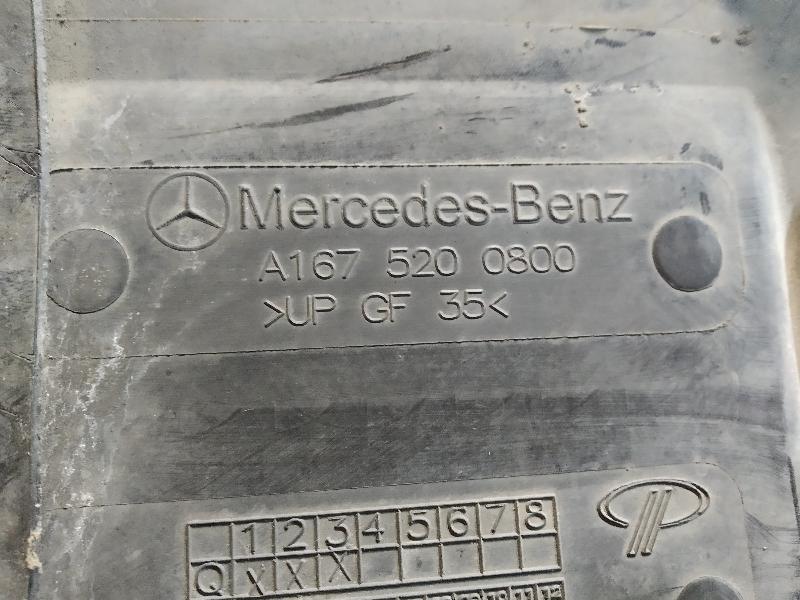 Mercedes-Benz
A167 520 0800
>UP GF 35<
1 2 3 4 5 6 7 8
Q X X X